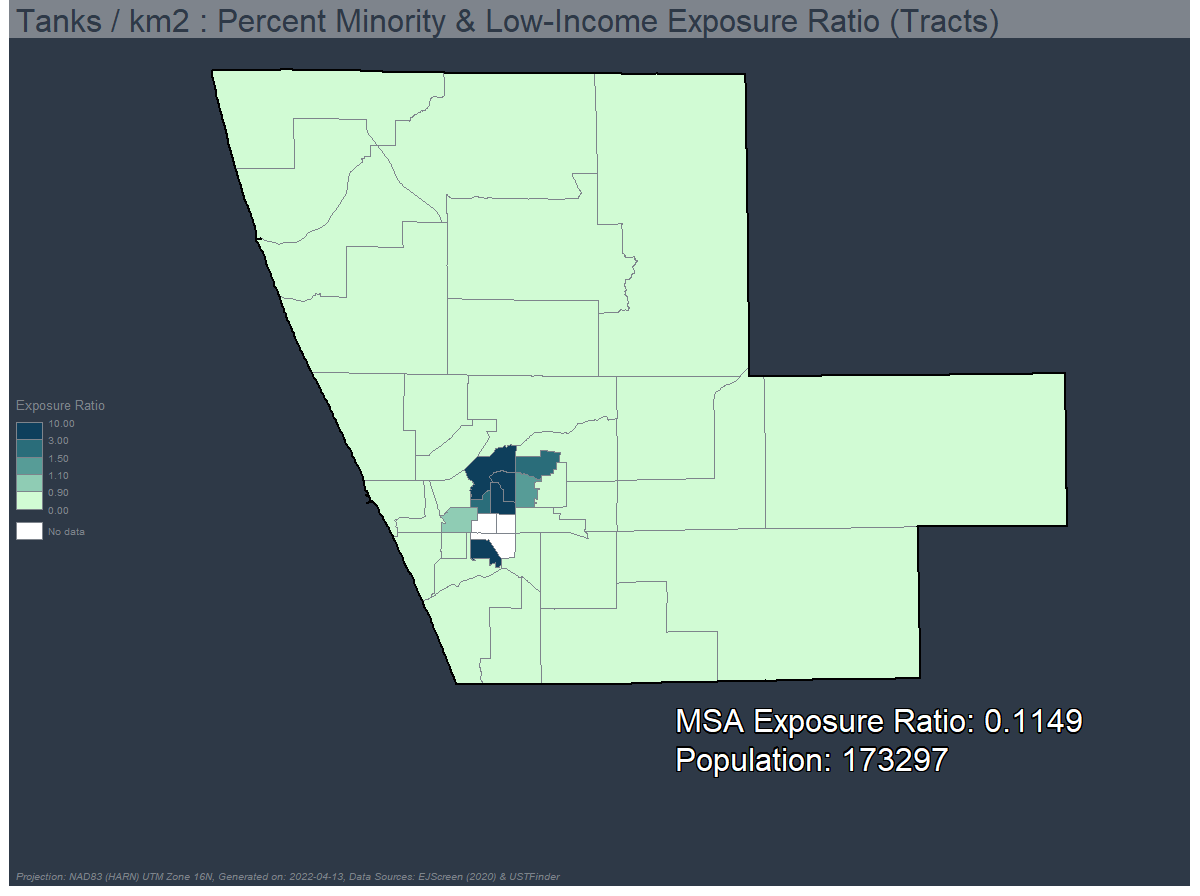 Tanks / km2 : Percent Minority & Low-Income Exposure Ratio (Tracts)
Exposure Ratio
10.00
3.00
1.50
1.10
0.90
0.00
No data
MSA Exposure Ratio: 0.1149
Population: 173297
Projection: NAD83 (HARN) UTM Zone 16N, Generated on: 2022-04-13, Data Sources: EJScreen (2020) & USTFinder